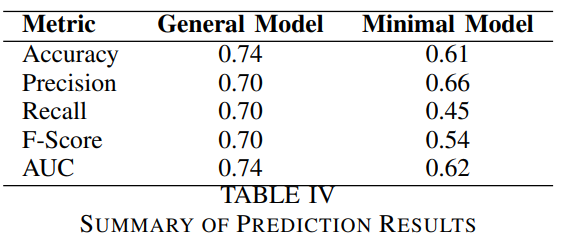 Metric General Model Minimal Model
Accuracy 0.74 0.61
Precision 0.70 0.66
Recall 0.70 0.45
F-Score 0.70 0.54
AUC 0.74 0.62
TABLE IV
SUMMARY OF PREDICTION RESULTS